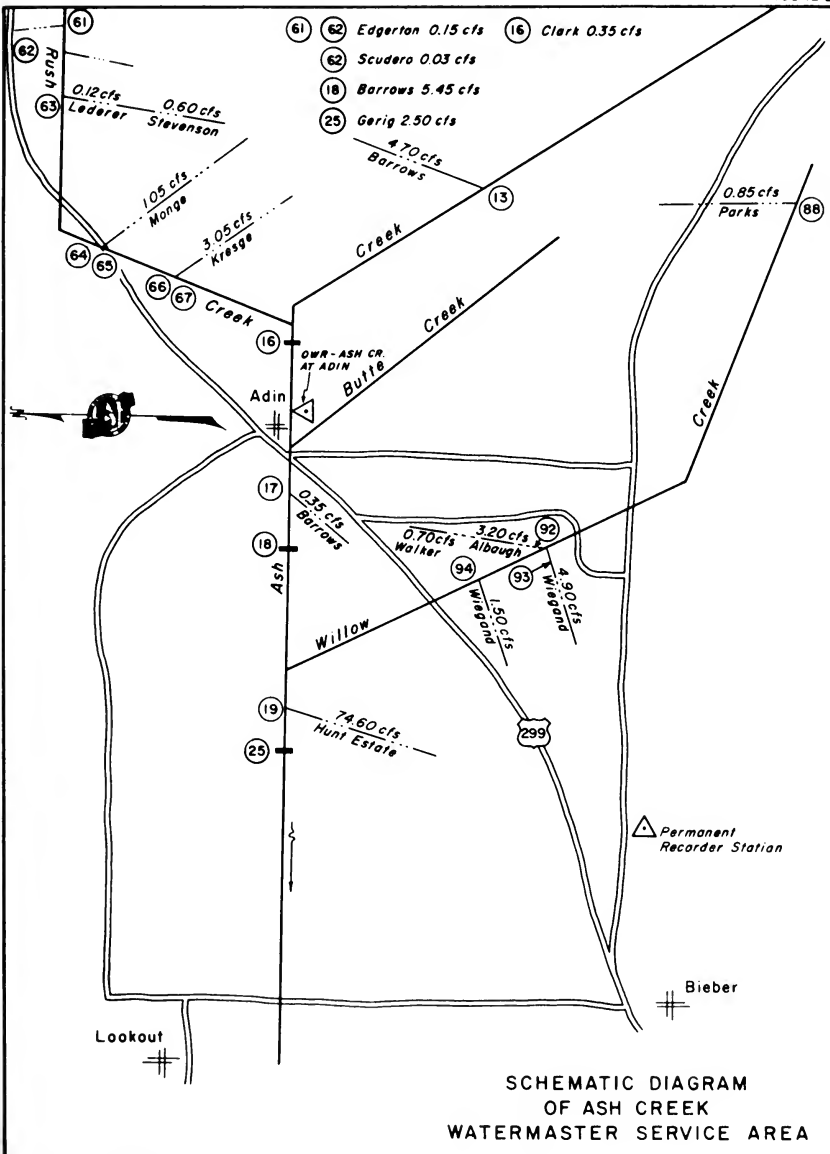 61 62 Edgerton 0.15 cfs 16 Clark 0.35 cfs
62 Scudero 0.03 cfs
18 Barrows 5.45 cfs
25 Gerig 2.50 cfs
61
62
Rush
63
0.12 cfs
Lederer
0.60 cfs
Stevenson
4.70 cfs
Barrows
13
1.05 cfs
Monge
3.05 cfs
Kresge
0.85 cfs
Parks
88
64
65
66
67
Creek
Creek
Creek
Creek
16
DWR-ASH CR.
AT ADIN
Butte
Adin
17
0.35 cfs
Barrows
18
Ash
0.70 cfs
Walker
3.20 cfs
Albaugh
92
94
93
4.90 cfs
Wiegand
1.50 cfs
Wiegand
Willow
19
74.60 cfs
Hunt Estate
25
299
Permanent
Recorder Station
Bieber
Lookout
SCHEMATIC DIAGRAM
OF ASH CREEK
WATERMASTER SERVICE AREA